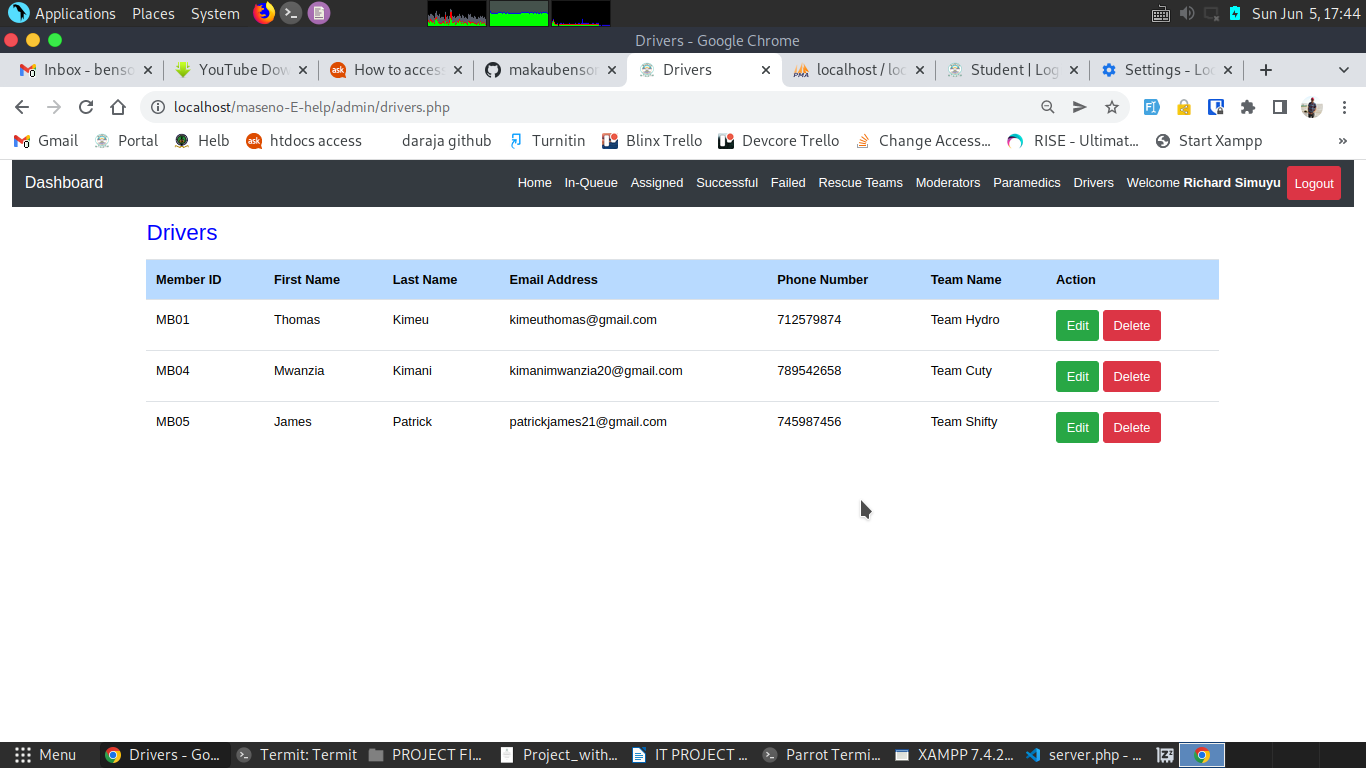 Applications Places System Sun Jun 5, 17:44
Drivers - Google Chrome
Inbox - benso YouTube Dow How to access makaubenson Drivers localhost / loc Student | Log Settings - Loc
localhost/maseno-E-help/admin/drivers.php
Gmail Portal Helb htdocs access daraja github Turnitin Blinx Trello Devcore Trello Change Access... RISE - Ultimat... Start Xampp »
Dashboard Home In-Queue Assigned Successful Failed Rescue Teams Moderators Paramedics Drivers Welcome Richard Simuyu Logout
Drivers
Member ID First Name Last Name Email Address Phone Number Team Name Action
MB01 Thomas Kimeu kimeuthomas@gmail.com 712579874 Team Hydro Edit Delete
MB04 Mwanzia Kimani kimanimwanzia20@gmail.com 789542658 Team Cuty Edit Delete
MB05 James Patrick patrickjames21@gmail.com 745987456 Team Shifty Edit Delete
Menu Drivers - Go... Termit: Termit PROJECT FI... Project_with... IT PROJECT ... Parrot Termi... XAMPP 7.4.2... server.php - ...